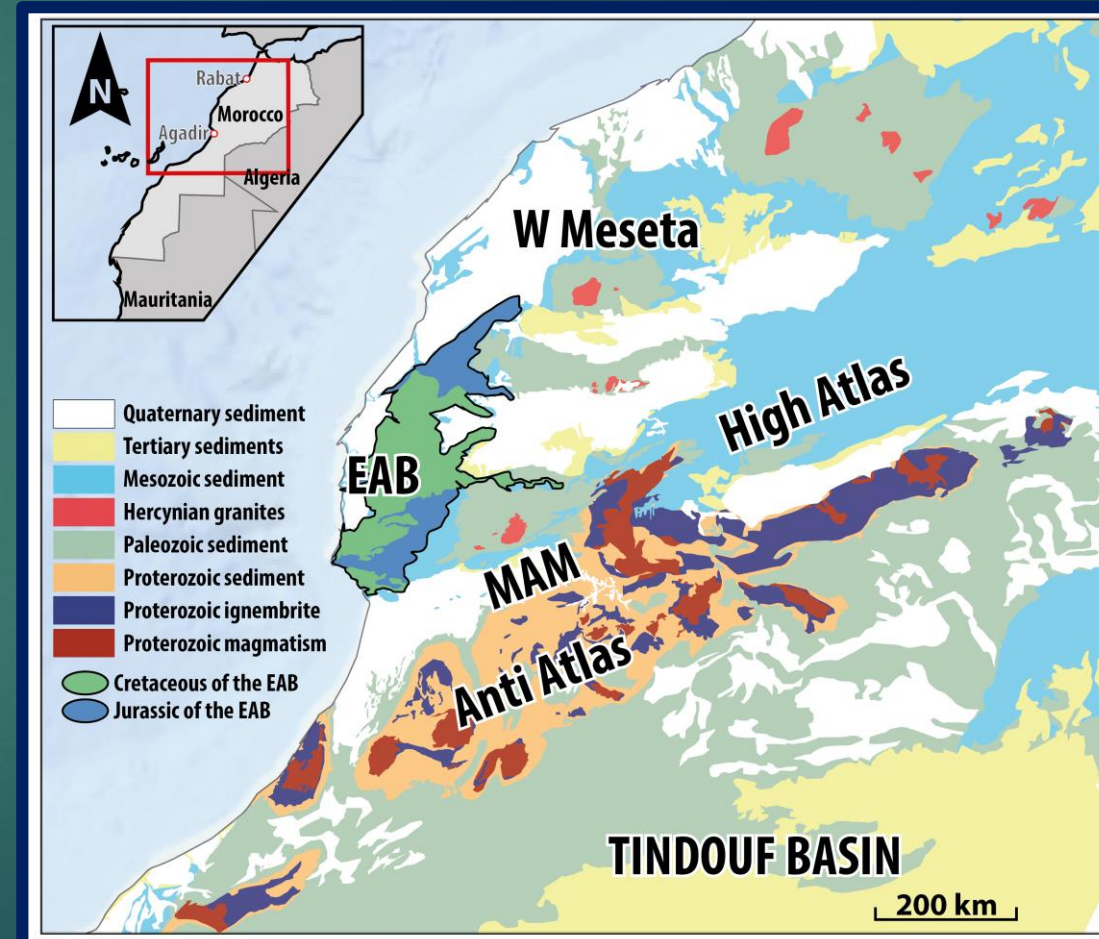 N
Rabat
Morocco
Agadir
Algeria
Mauritania
W Meseta
High Atlas
EAB
MAM
Anti Atlas
TINDOUF BASIN
200 km
Quaternary sediment
Tertiary sediments
Mesozoic sediment
Hercynian granites
Paleozoic sediment
Proterozoic sediment
Proterozoic ignembrite
Proterozoic magmatism
Cretaceous of the EAB
Jurassic of the EAB